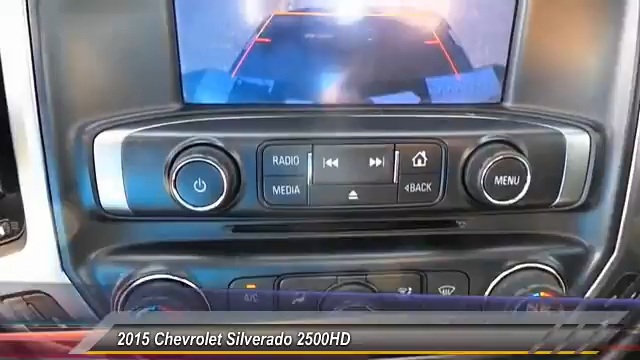 RADIO
MEDIA
BACK
MENU
A/C
2015 Chevrolet Silverado 2500HD